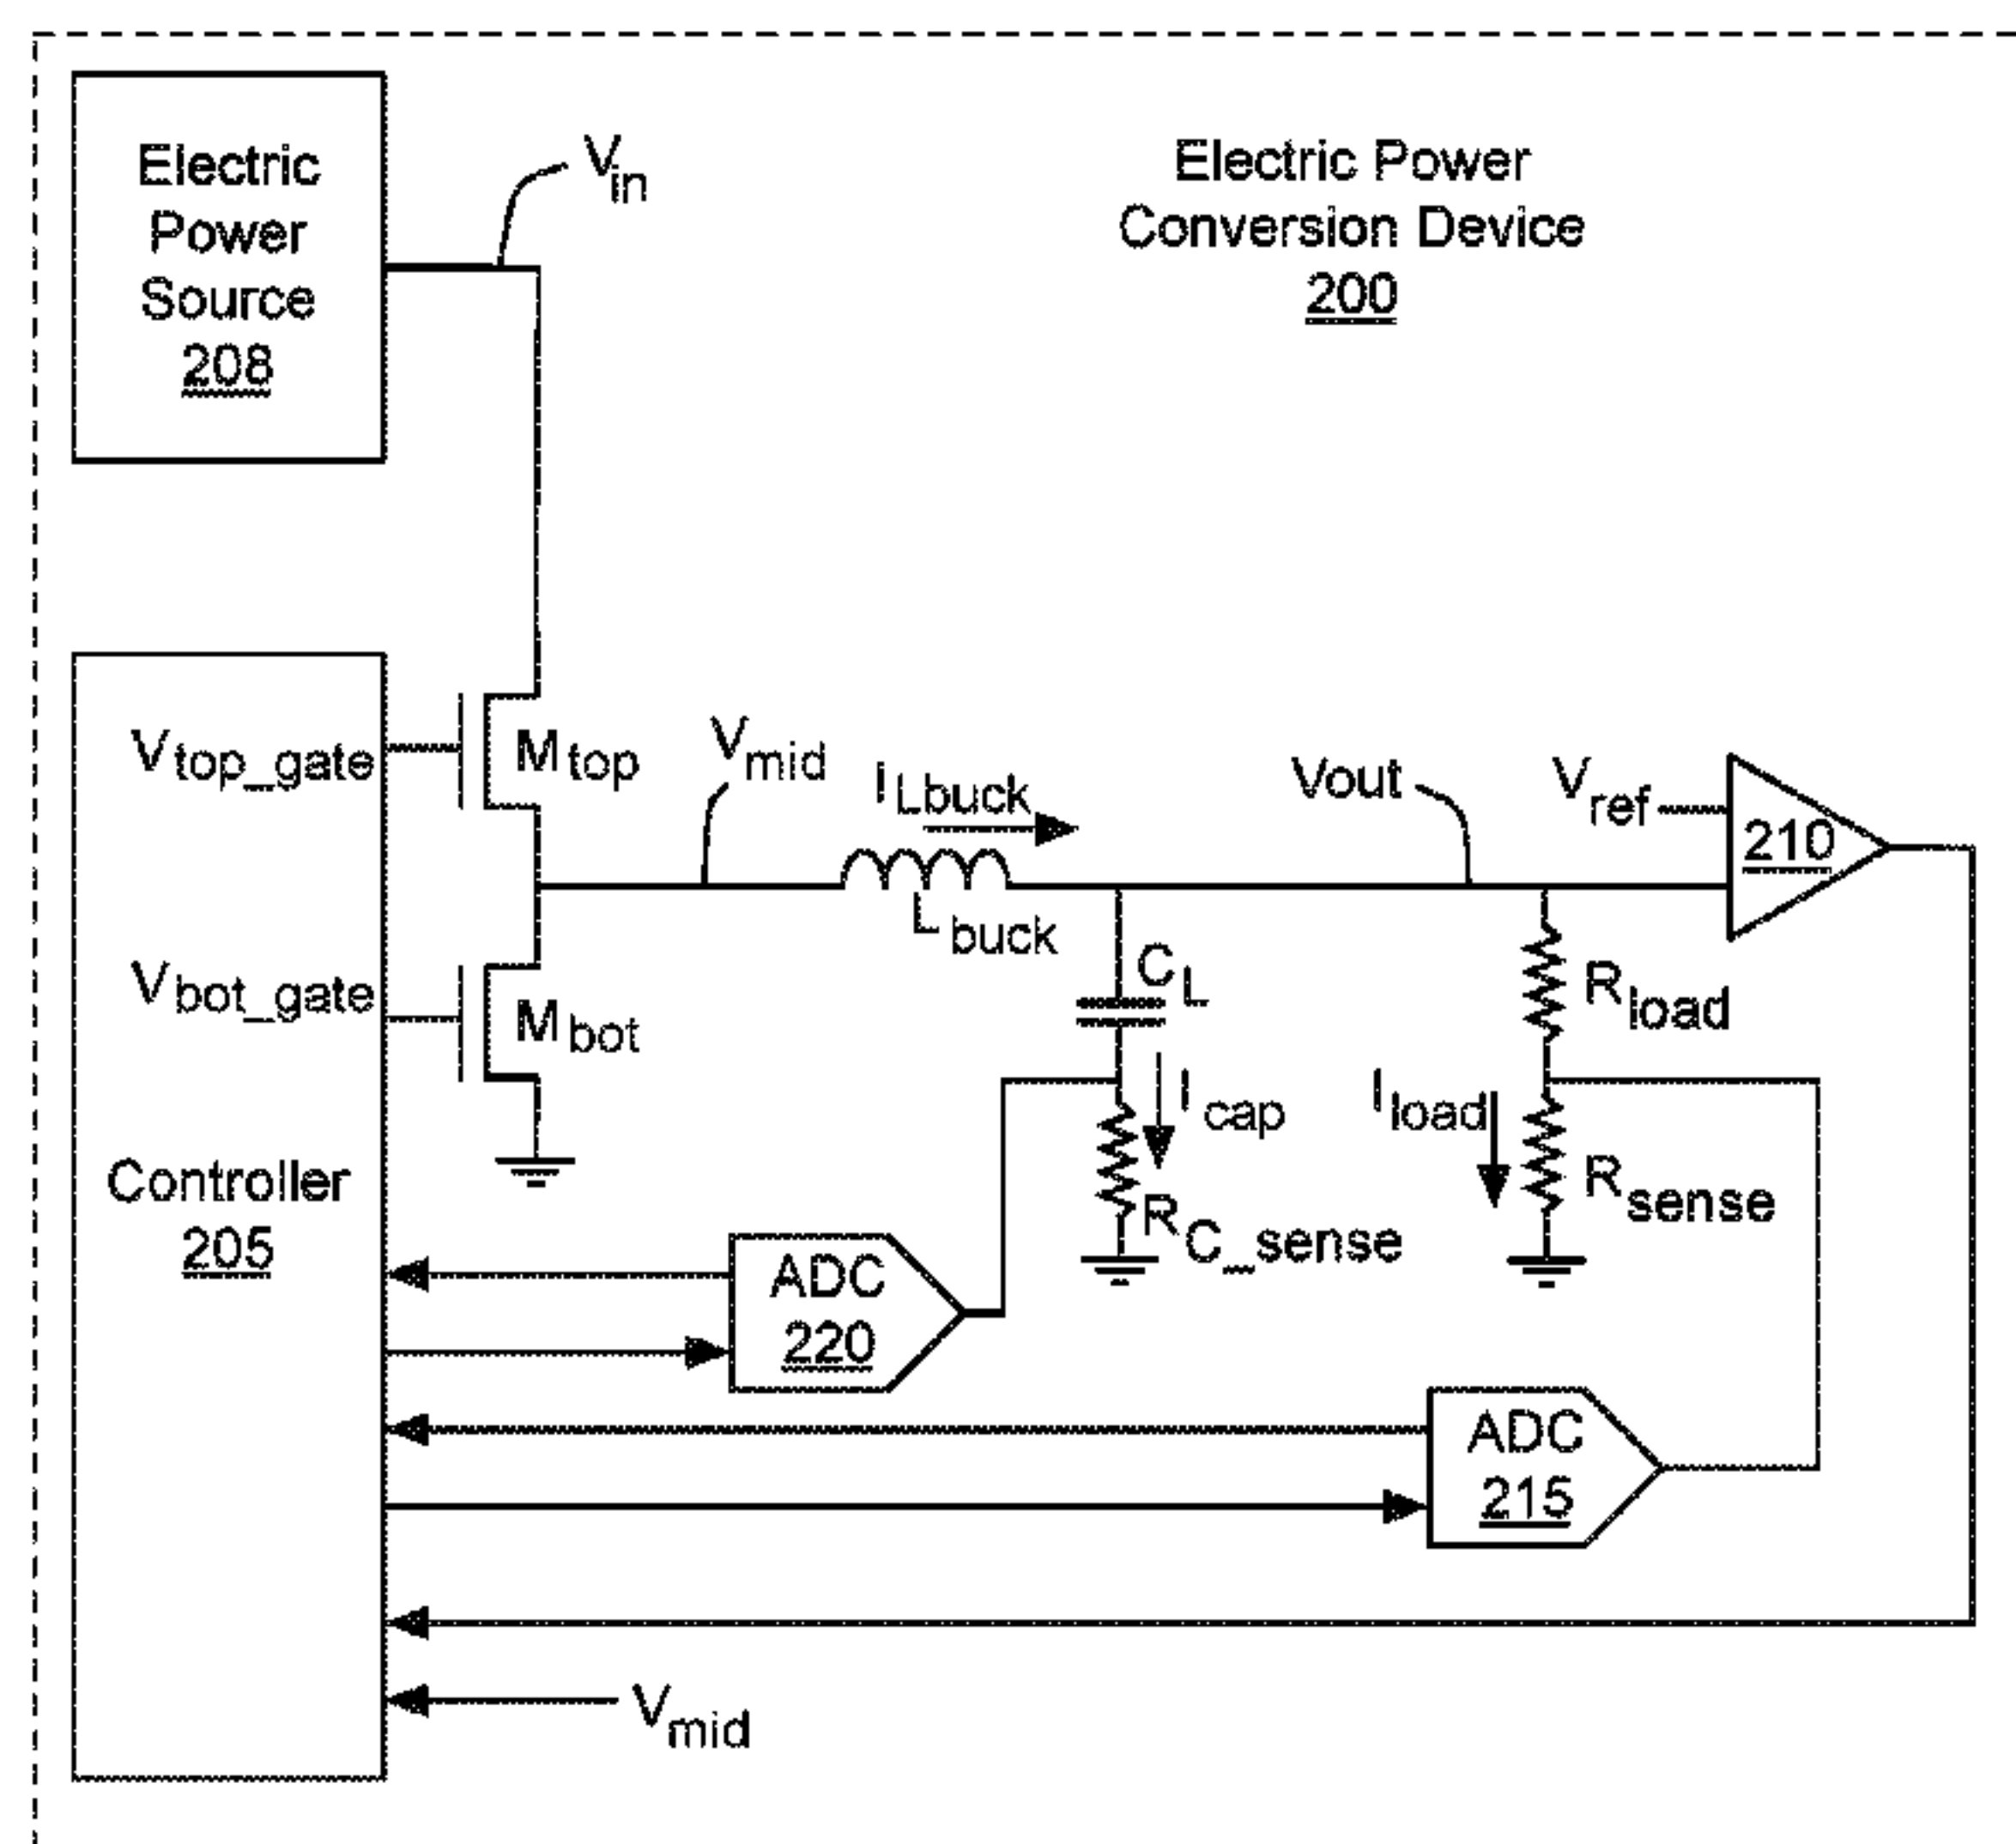 Electric
Power
Source
208
Vin
Electric Power
Conversion Device
200
Vtop_gate
Mtop
Vmid
ILbuck
Vout
Vref
210
Lbuck
Vbot_gate
Mbot
CL
Rload
Icap
Iload
Controller
205
RC_sense
Rsense
ADC
220
ADC
215
Vmid